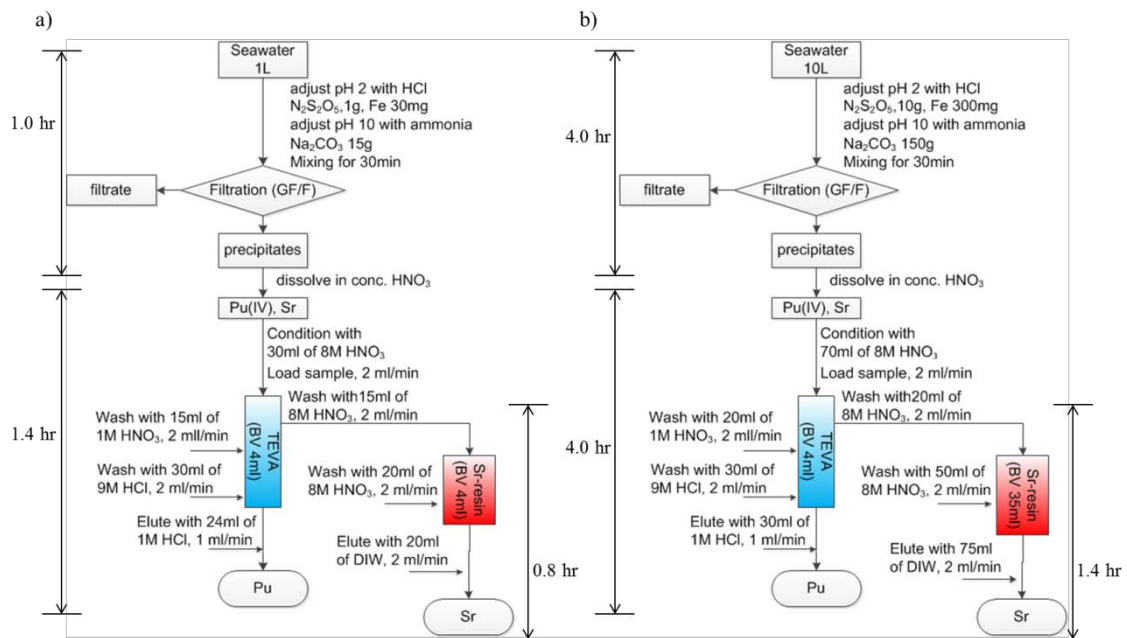 a)
1.0 hr
Seawater
1L
adjust pH 2 with HCl
N₂S₂O₅,1g, Fe 30mg
adjust pH 10 with ammonia
Na₂CO₃ 15g
Mixing for 30min
filtrate
Filtration (GF/F)
precipitates
dissolve in conc. HNO₃
1.4 hr
Pu(IV), Sr
Condition with
30ml of 8M HNO₃
Load sample, 2 ml/min
Wash with15ml of
8M HNO₃, 2 ml/min
Wash with 15ml of
1M HNO₃, 2 mll/min
TEVA
(BV 4ml)
Wash with 30ml of
9M HCl, 2 ml/min
Wash with 20ml of
8M HNO₃, 2 ml/min
Sr-resin
(BV 4ml)
Elute with 24ml of
1M HCl, 1 ml/min
Elute with 20ml
of DIW, 2 ml/min
0.8 hr
Pu
Sr
b)
4.0 hr
Seawater
10L
adjust pH 2 with HCl
N₂S₂O₅,10g, Fe 300mg
adjust pH 10 with ammonia
Na₂CO₃ 150g
Mixing for 30min
filtrate
Filtration (GF/F)
precipitates
dissolve in conc. HNO₃
4.0 hr
Pu(IV), Sr
Condition with
70ml of 8M HNO₃
Load sample, 2 ml/min
Wash with20ml of
8M HNO₃, 2 ml/min
Wash with 20ml of
1M HNO₃, 2 mll/min
TEVA
(BV 4ml)
Wash with 30ml of
9M HCl, 2 ml/min
Wash with 50ml of
8M HNO₃, 2 ml/min
Sr-resin
(BV 35ml)
Elute with 30ml of
1M HCl, 1 ml/min
Elute with 75ml
of DIW, 2 ml/min
1.4 hr
Pu
Sr